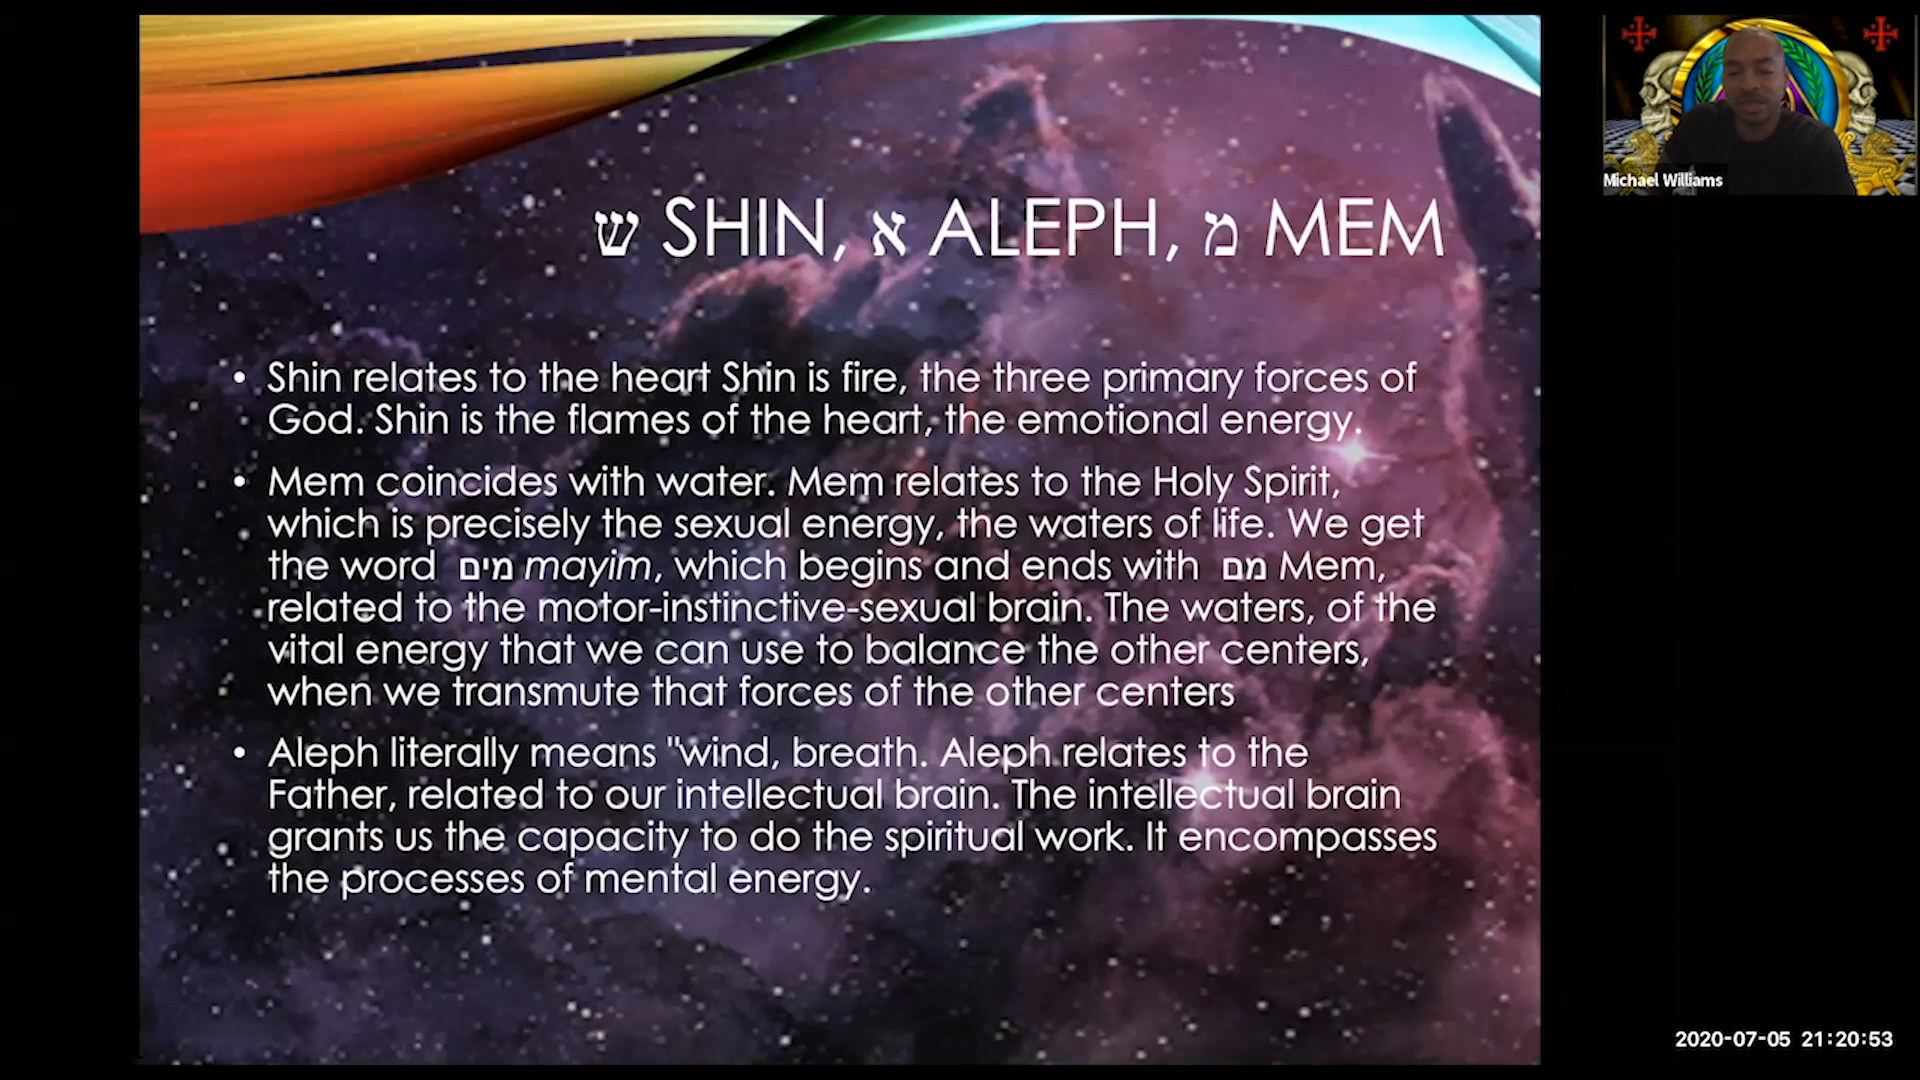 ש SHIN, א ALEPH, מ MEM
• Shin relates to the heart Shin is fire, the three primary forces of
God. Shin is the flames of the heart, the emotional energy.
• Mem coincides with water. Mem relates to the Holy Spirit,
which is precisely the sexual energy, the waters of life. We get
the word מים mayim, which begins and ends with מם Mem,
related to the motor-instinctive-sexual brain. The waters, of the
vital energy that we can use to balance the other centers,
when we transmute that forces of the other centers
• Aleph literally means "wind, breath. Aleph relates to the
Father, related to our intellectual brain. The intellectual brain
grants us the capacity to do the spiritual work. It encompasses
the processes of mental energy.
Michael Williams
2020-07-05 21:20:53